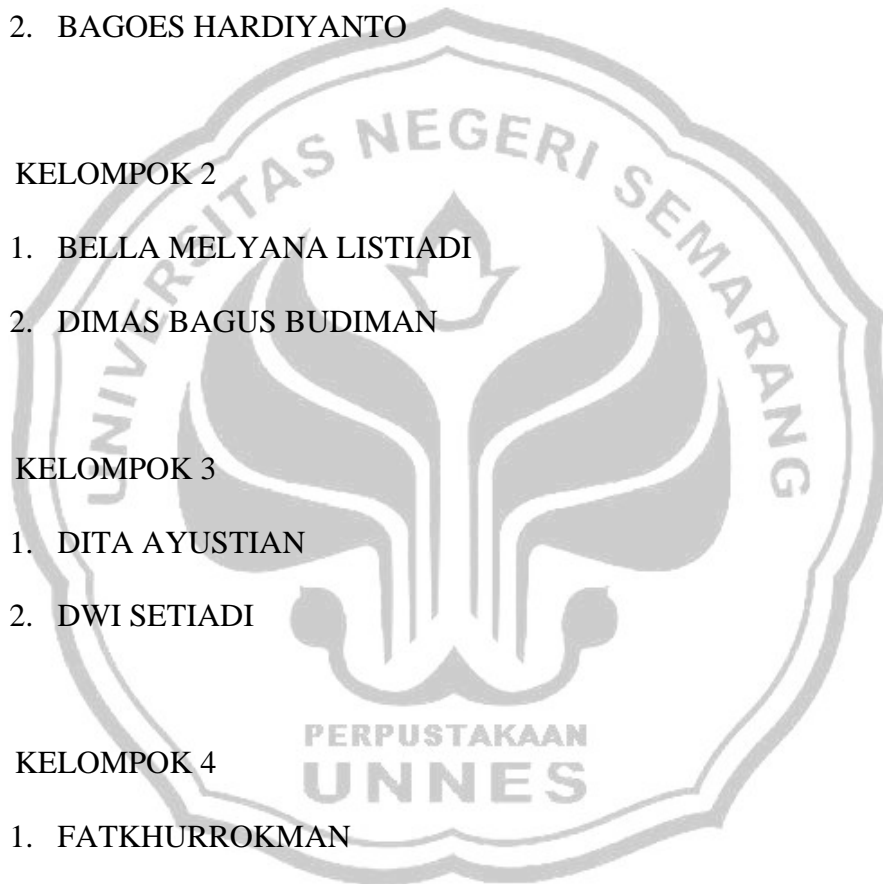 2. BAGOES HARDIYANTO
UNIVERSITAS NEGERI SEMARANG
KELOMPOK 2
1. BELLA MELYANA LISTIADI
2. DIMAS BAGUS BUDIMAN
KELOMPOK 3
1. DITA AYUSTIAN
2. DWI SETIADI
PERPUSTAKAAN
KELOMPOK 4
UNNES
1. FATKHURROKMAN